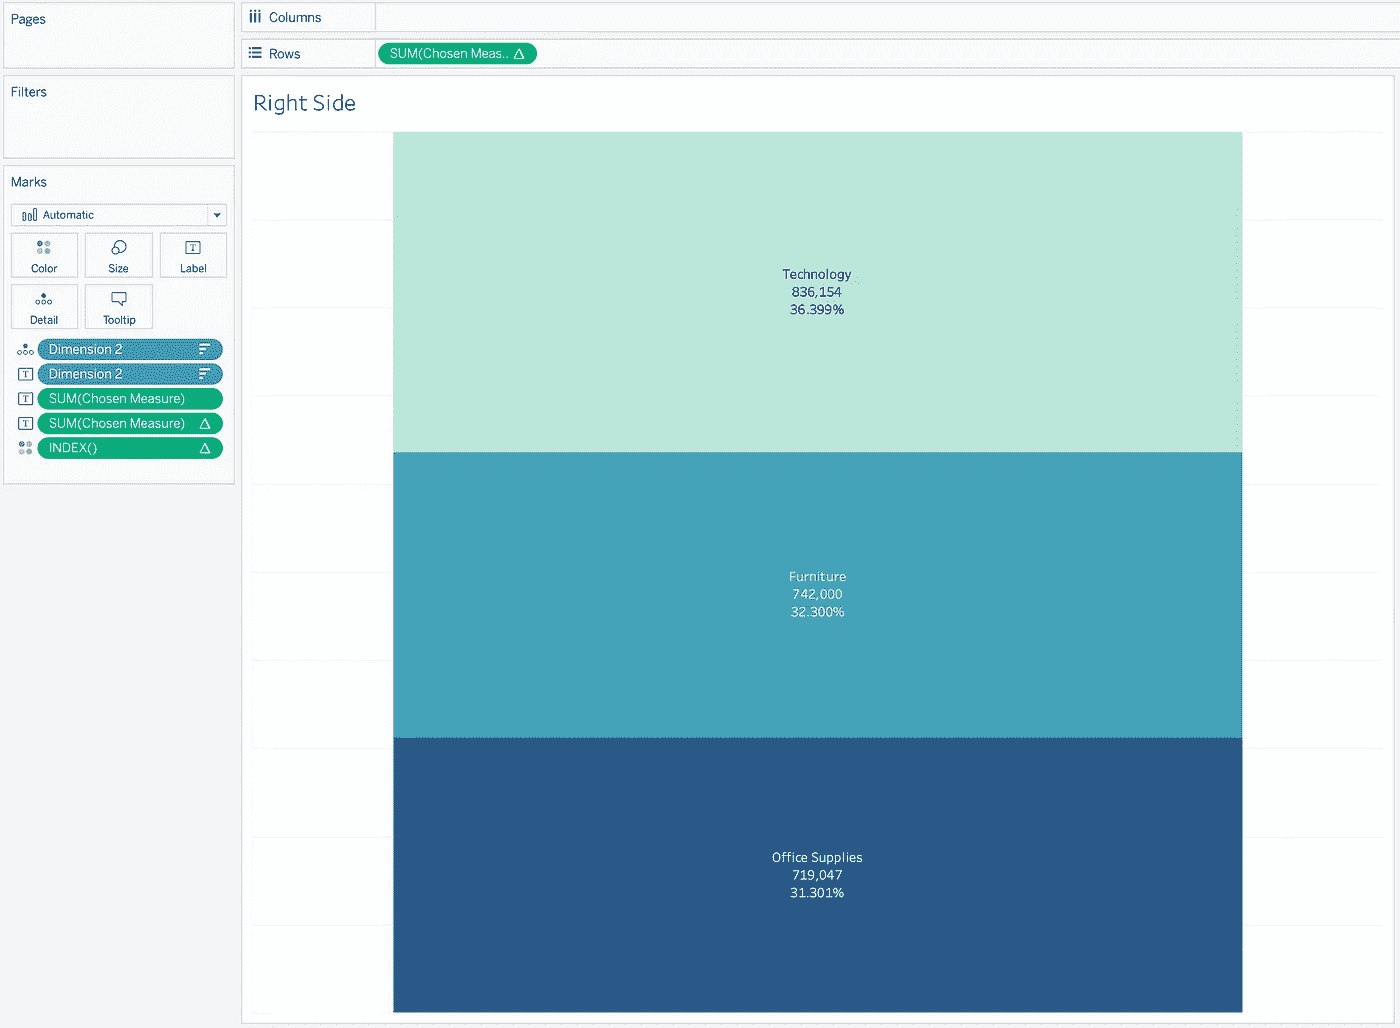 Pages
Columns
Rows
SUM(Chosen Meas.. Δ
Filters
Marks
Automatic
Color
Size
T
Label
Detail
Tooltip
Dimension 2
T Dimension 2
T SUM(Chosen Measure)
T SUM(Chosen Measure) Δ
INDEX() Δ
Right Side
Technology
836,154
36.399%
Furniture
742,000
32.300%
Office Supplies
719,047
31.301%